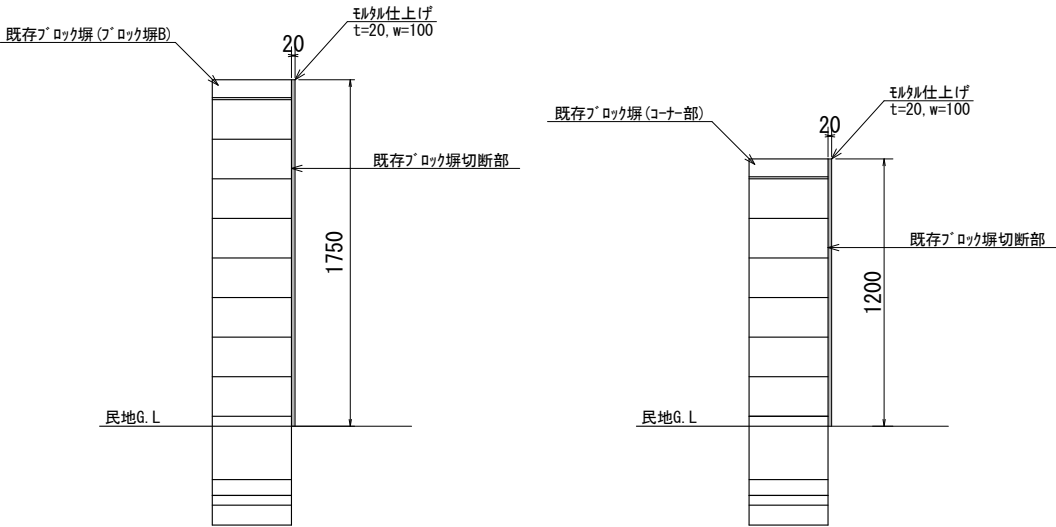 既存ブロック塀(ブロック塀B)
モルタル仕上げ
t=20, w=100
20
既存ブロック塀切断部
1750
民地G.L
既存ブロック塀(コーナー部)
モルタル仕上げ
t=20, w=100
20
既存ブロック塀切断部
1200
民地G.L